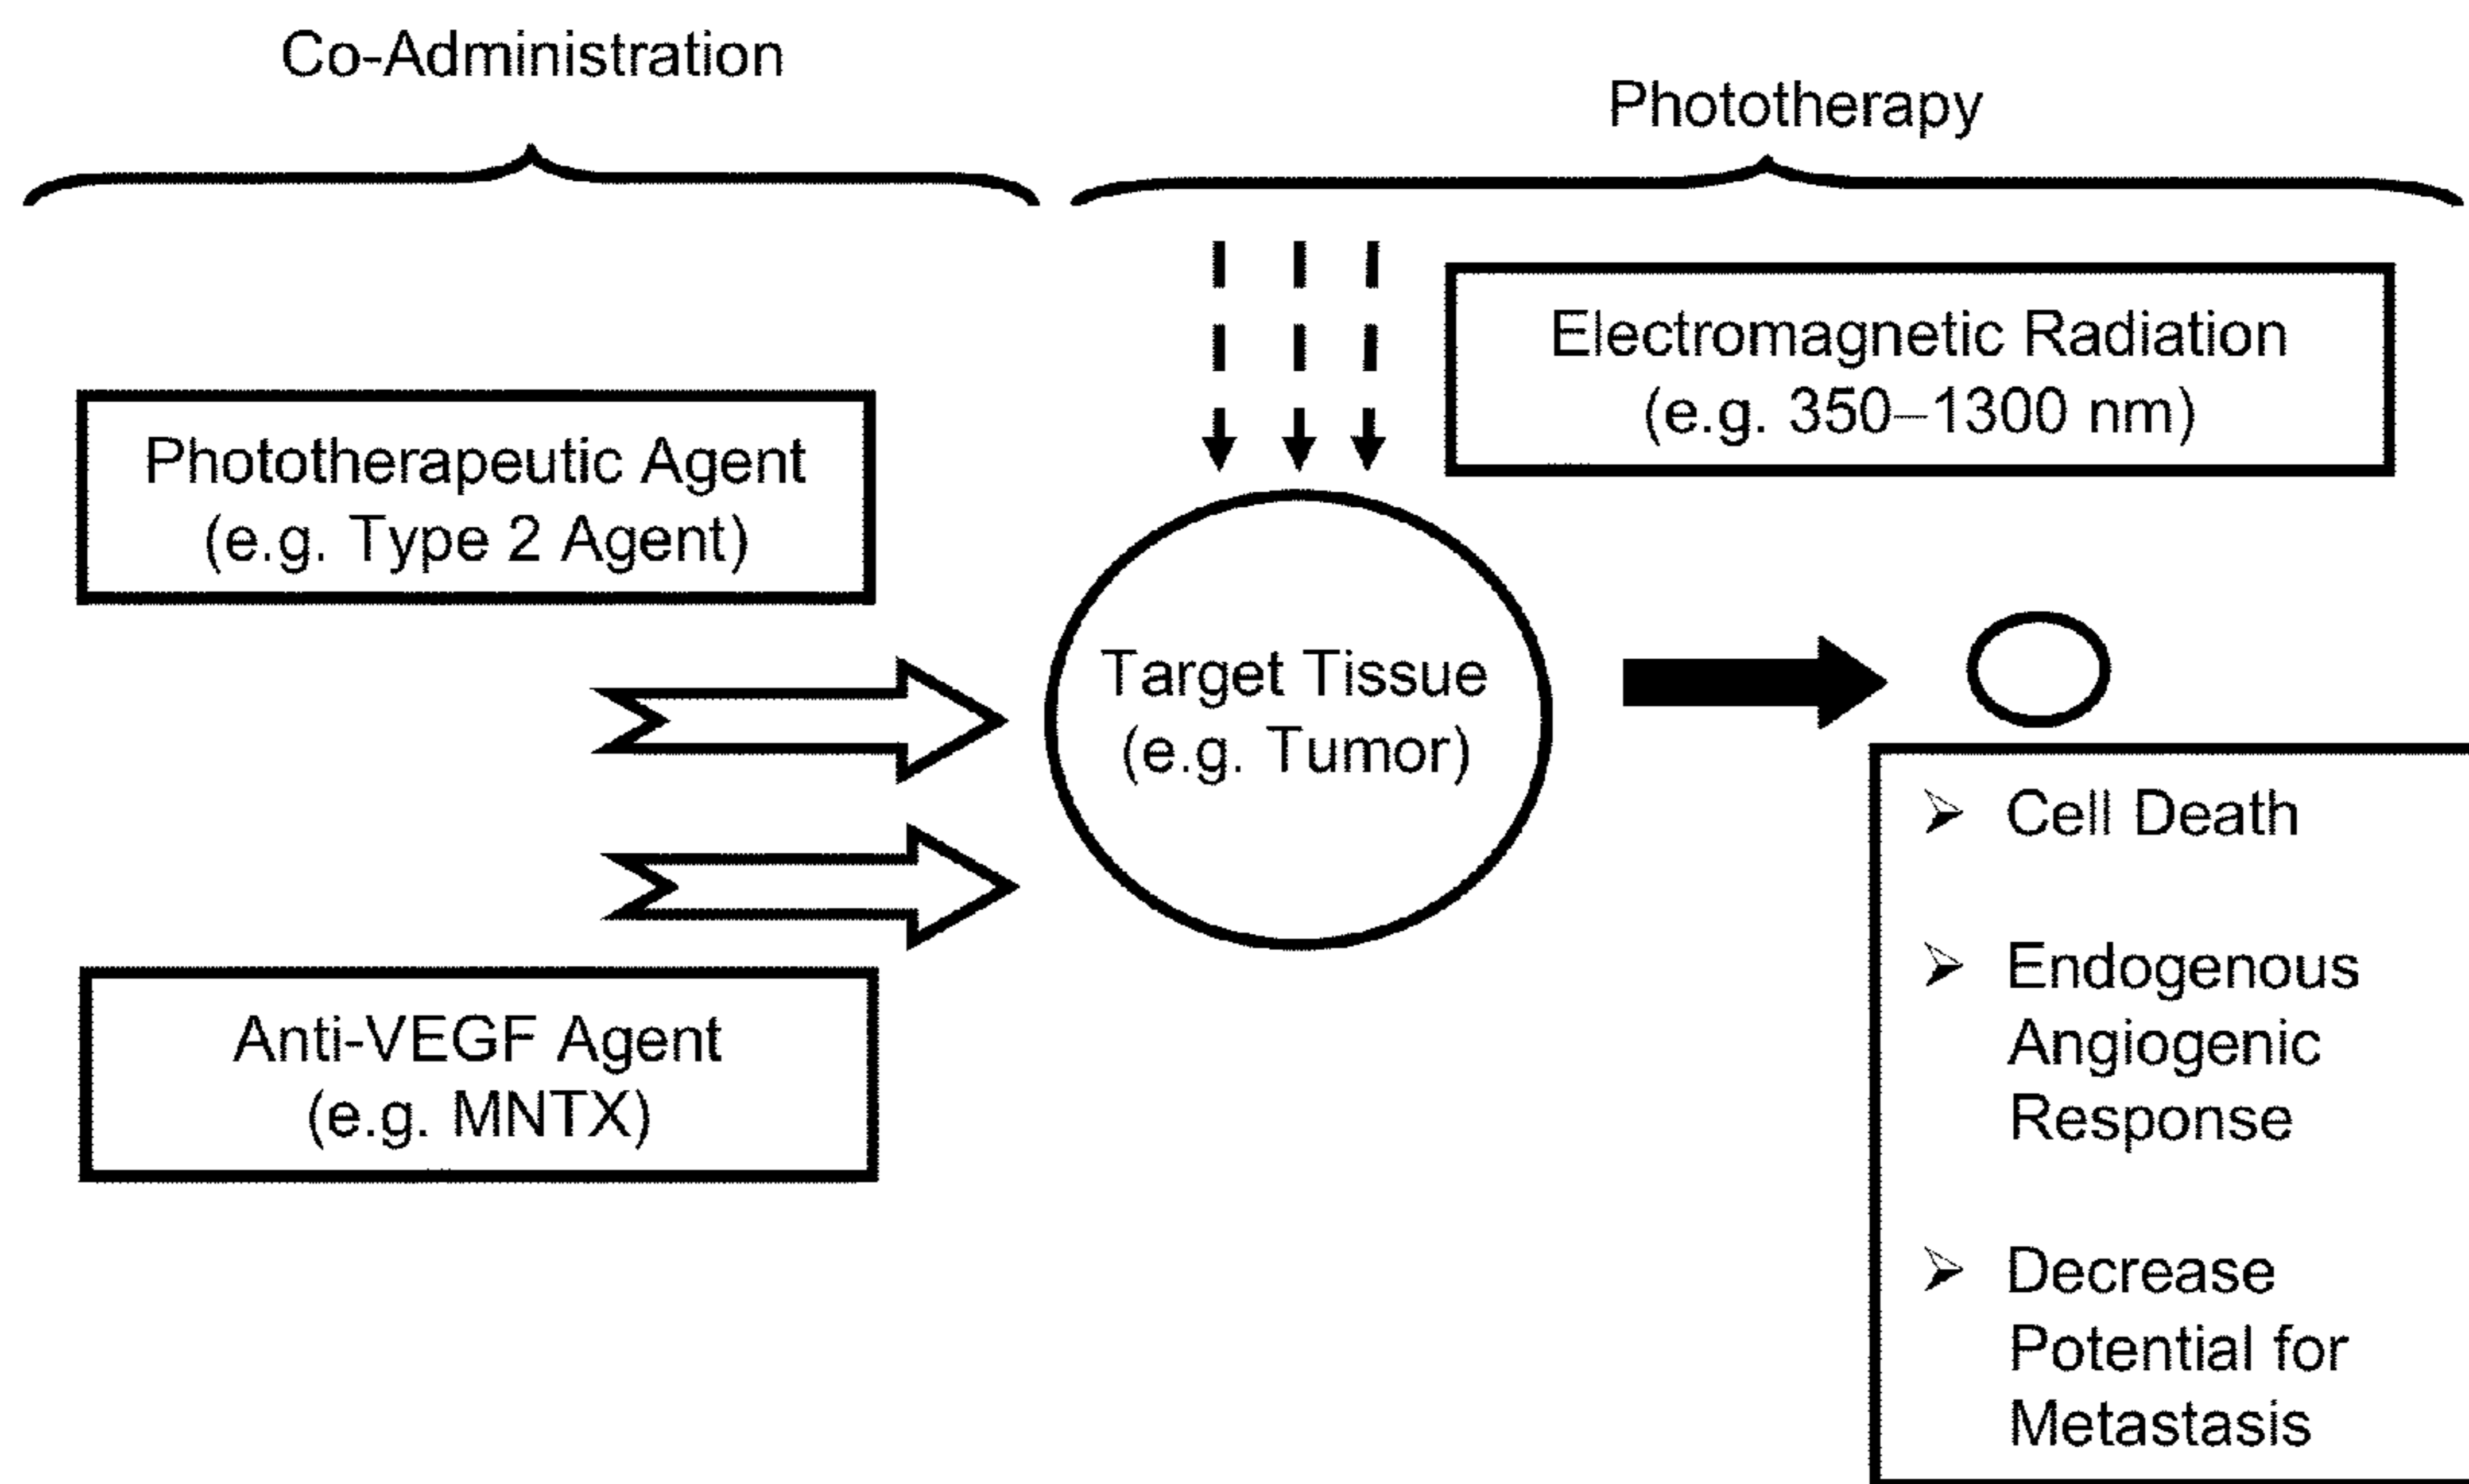 Co-Administration
Phototherapy
Electromagnetic Radiation
(e.g. 350–1300 nm)
Phototherapeutic Agent
(e.g. Type 2 Agent)
Target Tissue
(e.g. Tumor)
Anti-VEGF Agent
(e.g. MNTX)
Cell Death
Endogenous
Angiogenic
Response
Decrease
Potential for
Metastasis